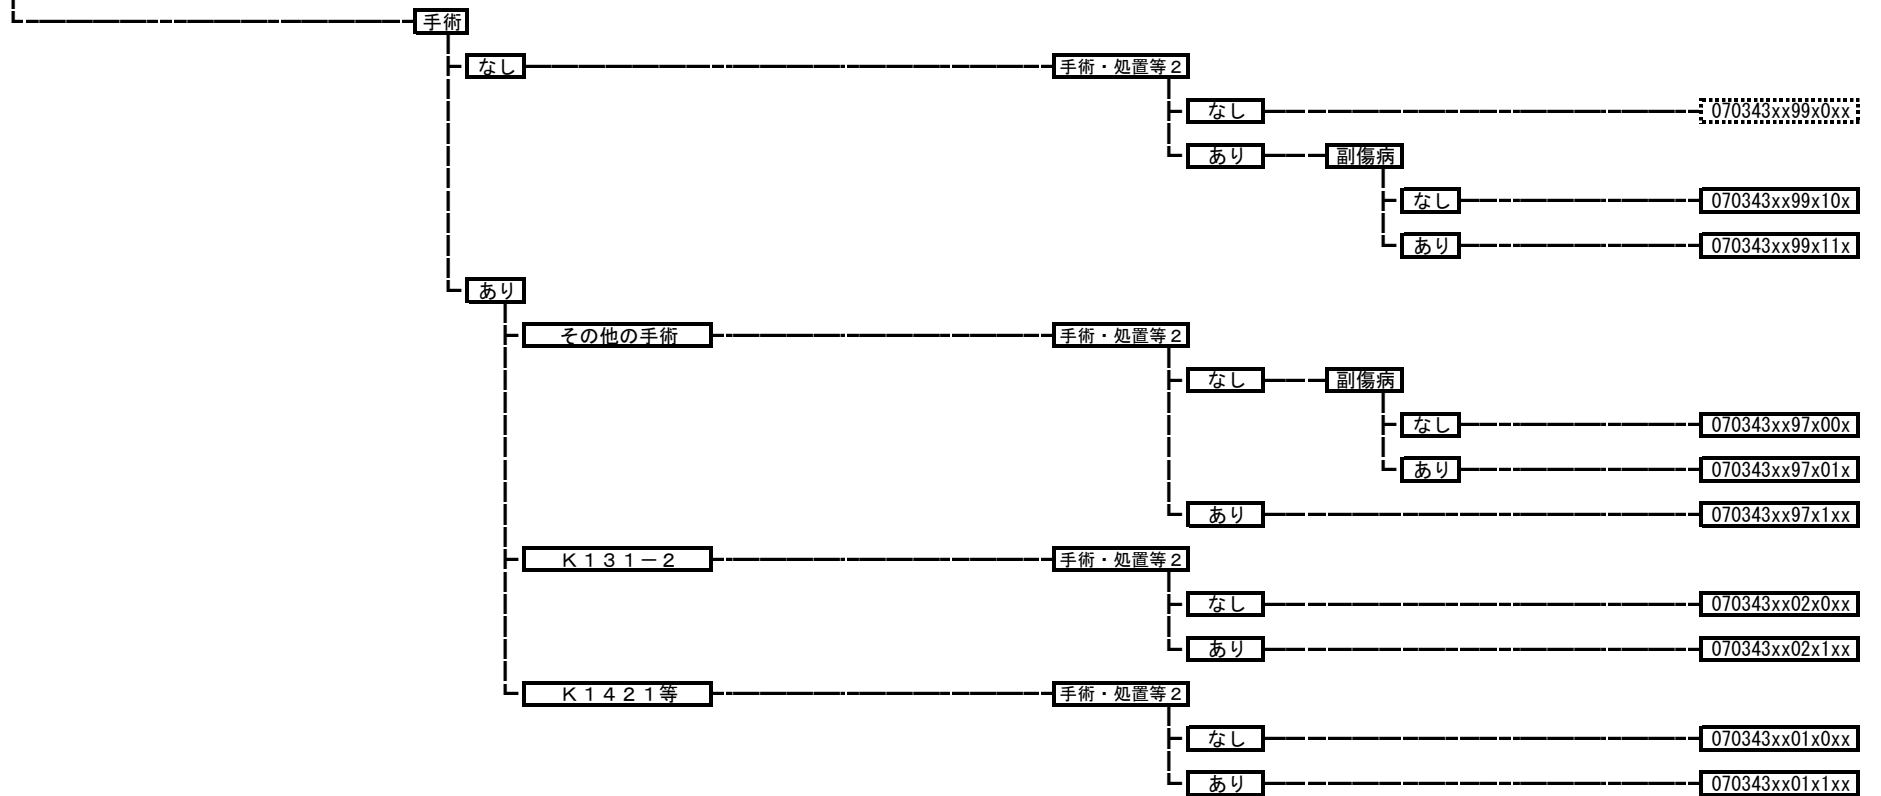 手術
なし 手術・処置等２
なし 070343xx99x0xx
あり 副傷病
なし 070343xx99x10x
あり 070343xx99x11x
あり
その他の手術 手術・処置等２
なし 副傷病
なし 070343xx97x00x
あり 070343xx97x01x
あり 070343xx97x1xx
Ｋ１３１－２ 手術・処置等２
なし 070343xx02x0xx
あり 070343xx02x1xx
Ｋ１４２１等 手術・処置等２
なし 070343xx01x0xx
あり 070343xx01x1xx